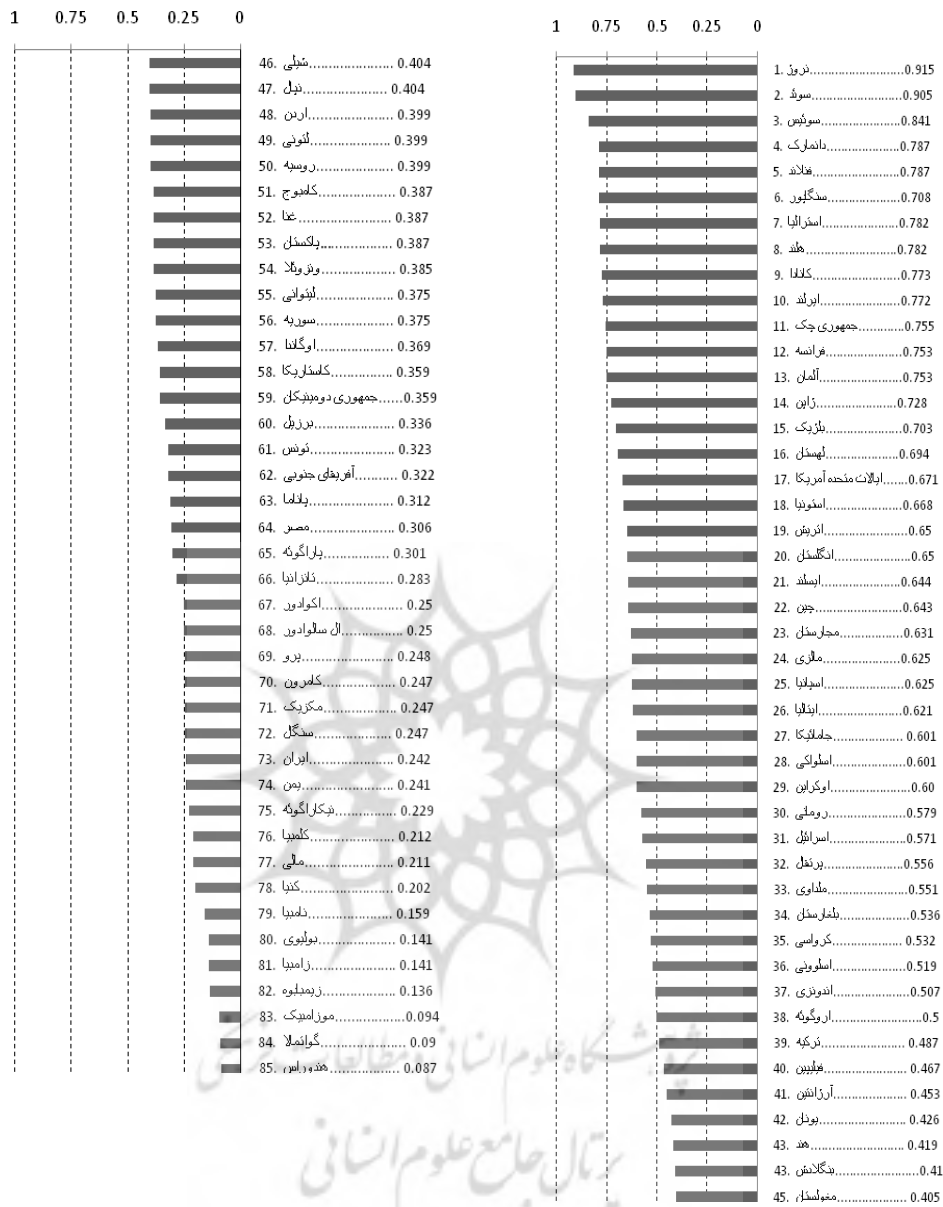 1 0.75 0.5 0.25 0
1. نروژ...........................0.915
2. سوئد...........................0.905
3. سوئیس.......................0.841
4. دانمارک......................0.787
5. فنلاند..........................0.787
6. سنگاپور.......................0.708
7. استرالیا.......................0.782
8. هلند............................0.782
9. کانادا...........................0.773
10. ایرلند.........................0.772
11. جمهوری چک.............0.755
12. فرانسه.......................0.753
13. آلمان.........................0.753
14. ژاپن..........................0.728
15. بلژیک........................0.703
16. لهستان......................0.694
17. ایالات متحده آمریکا.......0.671
18. استونیا......................0.668
19. اتریش.......................0.65
20. انگلستان....................0.65
21. ایسلند.......................0.644
22. چین..........................0.643
23. مجارستان..................0.631
24. مالزی.......................0.625
25. اسپانیا......................0.625
26. ایتالیا........................0.621
27. جامائیکا.................... 0.601
28. اسلواکی................... 0.601
29. اوکراین......................0.60
30. رومانی..................... 0.579
31. اسرائیل.................... 0.571
32. پرتغال..................... 0.556
33. ملداوی.................... 0.551
34. بلغارستان.................. 0.536
35. کرواسی.................... 0.532
36. اسلوونی................... 0.519
37. اندونزی.................... 0.507
38. اروگوئه.......................0.5
39. ترکیه........................ 0.487
40. فیلیپین..................... 0.467
41. آرژانتین.................... 0.453
42. یونان....................... 0.426
43. هند.......................... 0.419
43. بنگلادش.....................0.41
45. مغولستان.................. 0.405
1 0.75 0.5 0.25 0
46. شیلی....................... 0.404
47. نپال........................ 0.404
48. اردن....................... 0.399
49. لتونی...................... 0.399
50. روسیه..................... 0.399
51. کامبوج.................... 0.387
52. غنا......................... 0.387
53. پاکستان................... 0.387
54. ونزوئلا.................... 0.385
55. لیتوانی.................... 0.375
56. سوریه..................... 0.375
57. اوگاندا..................... 0.369
58. کاستاریکا................. 0.359
59. جمهوری دومینیکان......0.359
60. برزیل...................... 0.336
61. تونس...................... 0.323
62. آفریقای جنوبی............ 0.322
63. پاناما....................... 0.312
64. مصر....................... 0.306
65. پاراگوئه................... 0.301
66. تانزانیا..................... 0.283
67. اکوادور.................... 0.25
68. ال سالوادور............... 0.25
69. پرو......................... 0.248
70. کامرون.................... 0.247
71. مکزیک.................... 0.247
72. سنگال..................... 0.247
73. ایران....................... 0.242
74. یمن........................ 0.241
75. نیکاراگوئه................. 0.229
76. کلمبیا...................... 0.212
77. مالی........................ 0.211
78. کنیا......................... 0.202
79. نامبیا....................... 0.159
80. بولیوی..................... 0.141
81. زامبیا...................... 0.141
82. زیمبابوه................... 0.136
83. موزامبیک...................0.094
84. گواتمالا.................... 0.09
85. هندوراس.................. 0.087
پژوهشگاه علوم انسانی و مطالعات فرهنگی
پرتال جامع علوم انسانی